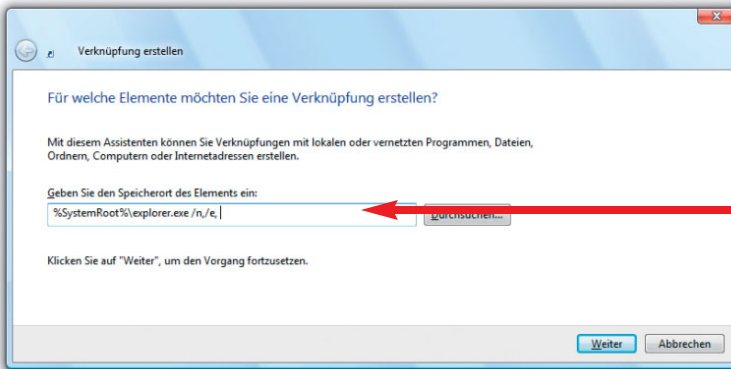 Verknüpfung erstellen
Für welche Elemente möchten Sie eine Verknüpfung erstellen?
Mit diesem Assistenten können Sie Verknüpfungen mit lokalen oder vernetzten Programmen, Dateien,
Ordnern, Computern oder Internetadressen erstellen.
Geben Sie den Speicherort des Elements ein:
%SystemRoot%\explorer.exe /n,/e,
Durchsuchen...
Klicken Sie auf "Weiter", um den Vorgang fortzusetzen.
Weiter Abbrechen